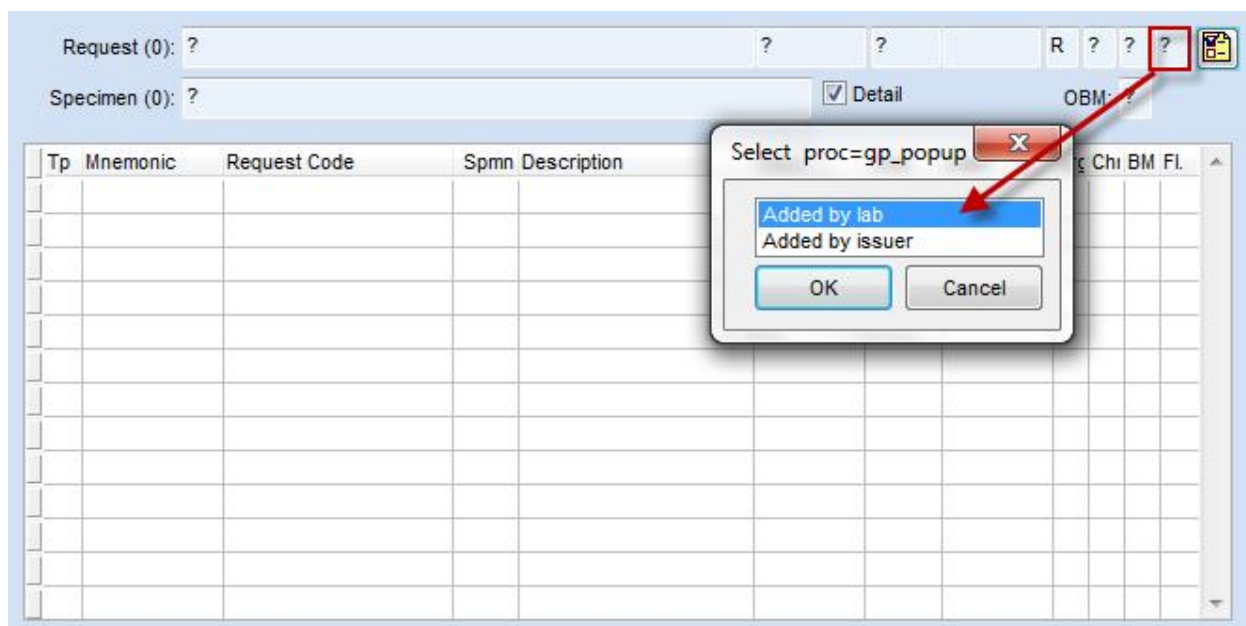 Request (0): ? ? ? R ? ? ?
Specimen (0): ? Detail OBM: ?
Select proc=gp_popup
Tp Mnemonic Request Code Spmn Description Chi BM Fl.
Added by lab
Added by issuer
OK Cancel